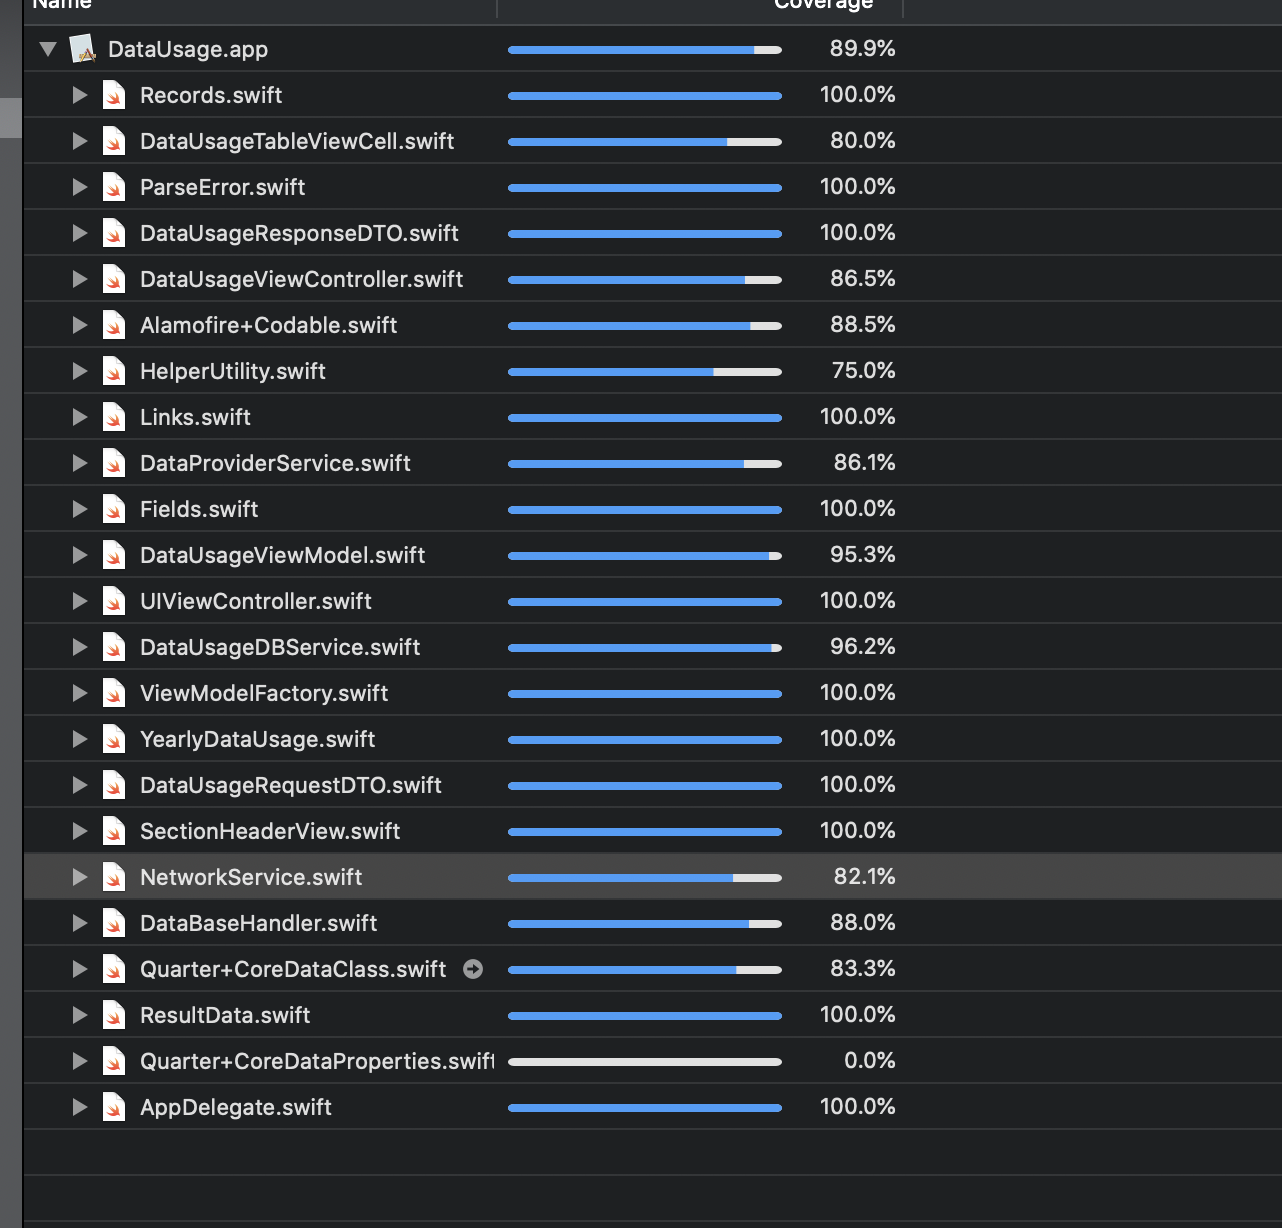 Name Coverage
DataUsage.app 89.9%
Records.swift 100.0%
DataUsageTableViewCell.swift 80.0%
ParseError.swift 100.0%
DataUsageResponseDTO.swift 100.0%
DataUsageViewController.swift 86.5%
Alamofire+Codable.swift 88.5%
HelperUtility.swift 75.0%
Links.swift 100.0%
DataProviderService.swift 86.1%
Fields.swift 100.0%
DataUsageViewModel.swift 95.3%
UIViewController.swift 100.0%
DataUsageDBService.swift 96.2%
ViewModelFactory.swift 100.0%
YearlyDataUsage.swift 100.0%
DataUsageRequestDTO.swift 100.0%
SectionHeaderView.swift 100.0%
NetworkService.swift 82.1%
DataBaseHandler.swift 88.0%
Quarter+CoreDataClass.swift 83.3%
ResultData.swift 100.0%
Quarter+CoreDataProperties.swift 0.0%
AppDelegate.swift 100.0%